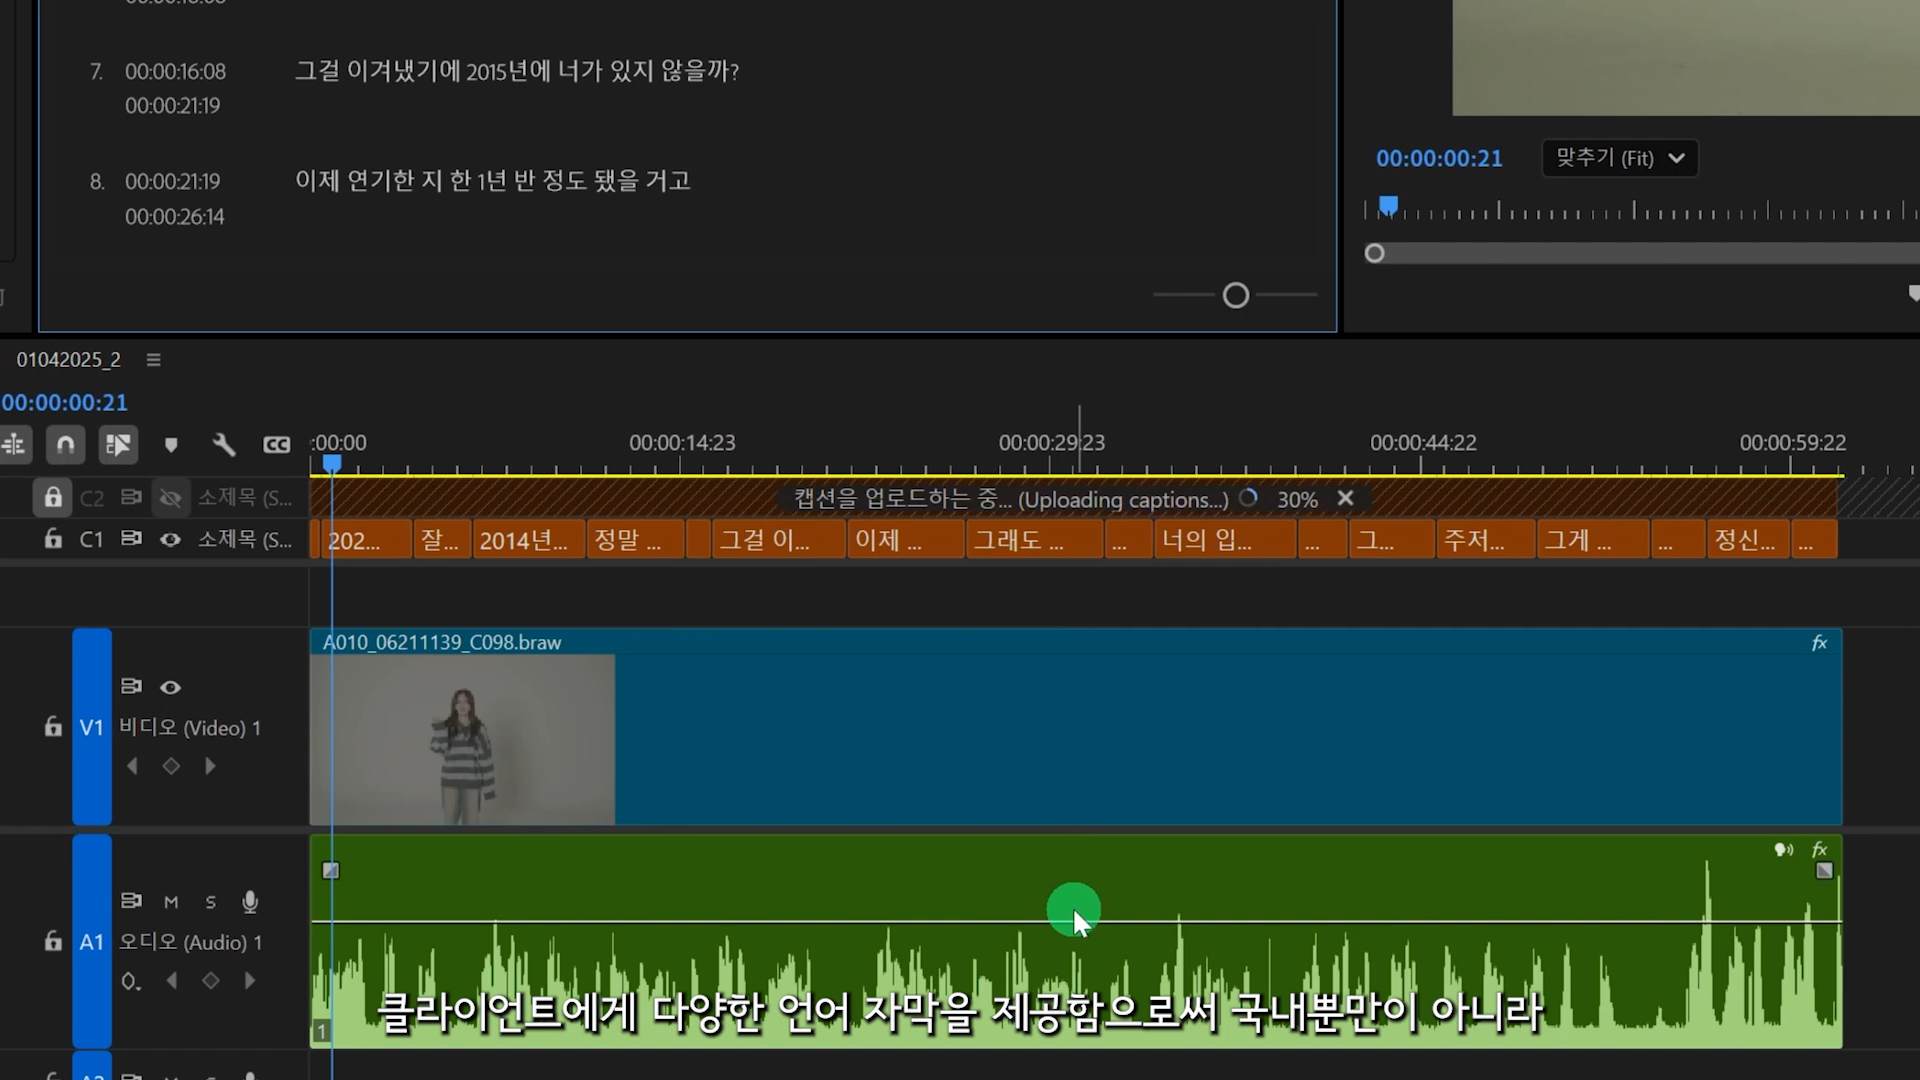 7. 00:00:16:08 그걸 이겨냈기에 2015년에 너가 있지 않을까?
00:00:21:19
8. 00:00:21:19 이제 연기한 지 한 1년 반 정도 됐을 거고
00:00:26:14
00:00:00:21 맞추기 (Fit)
01042025_2
00:00:00:21
CC :00:00 00:00:14:23 00:00:29:23 00:00:44:22 00:00:59:22
C2 소제목 (S... 캡션을 업로드하는 중... (Uploading captions...) 30%
C1 소제목 (S... 202... 잘... 2014년... 정말 ... 그걸 이... 이제 ... 그래도 ... ... 너의 입... ... 그... 주저... 그게 ... ... 정신... ...
A010_06211139_C098.braw fx
V1 비디오 (Video) 1
fx
M S
A1 오디오 (Audio) 1
클라이언트에게 다양한 언어 자막을 제공함으로써 국내뿐만이 아니라
1